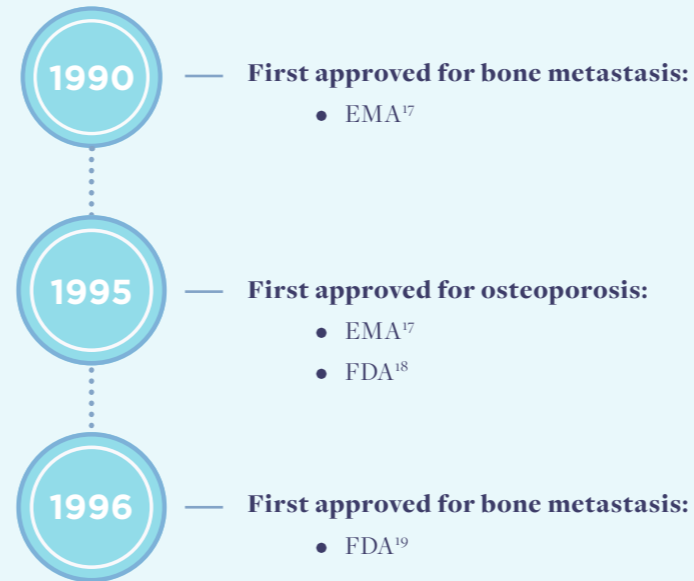 1990
First approved for bone metastasis:
• EMA¹⁷
1995
First approved for osteoporosis:
• EMA¹⁷
• FDA¹⁸
1996
First approved for bone metastasis:
• FDA¹⁹